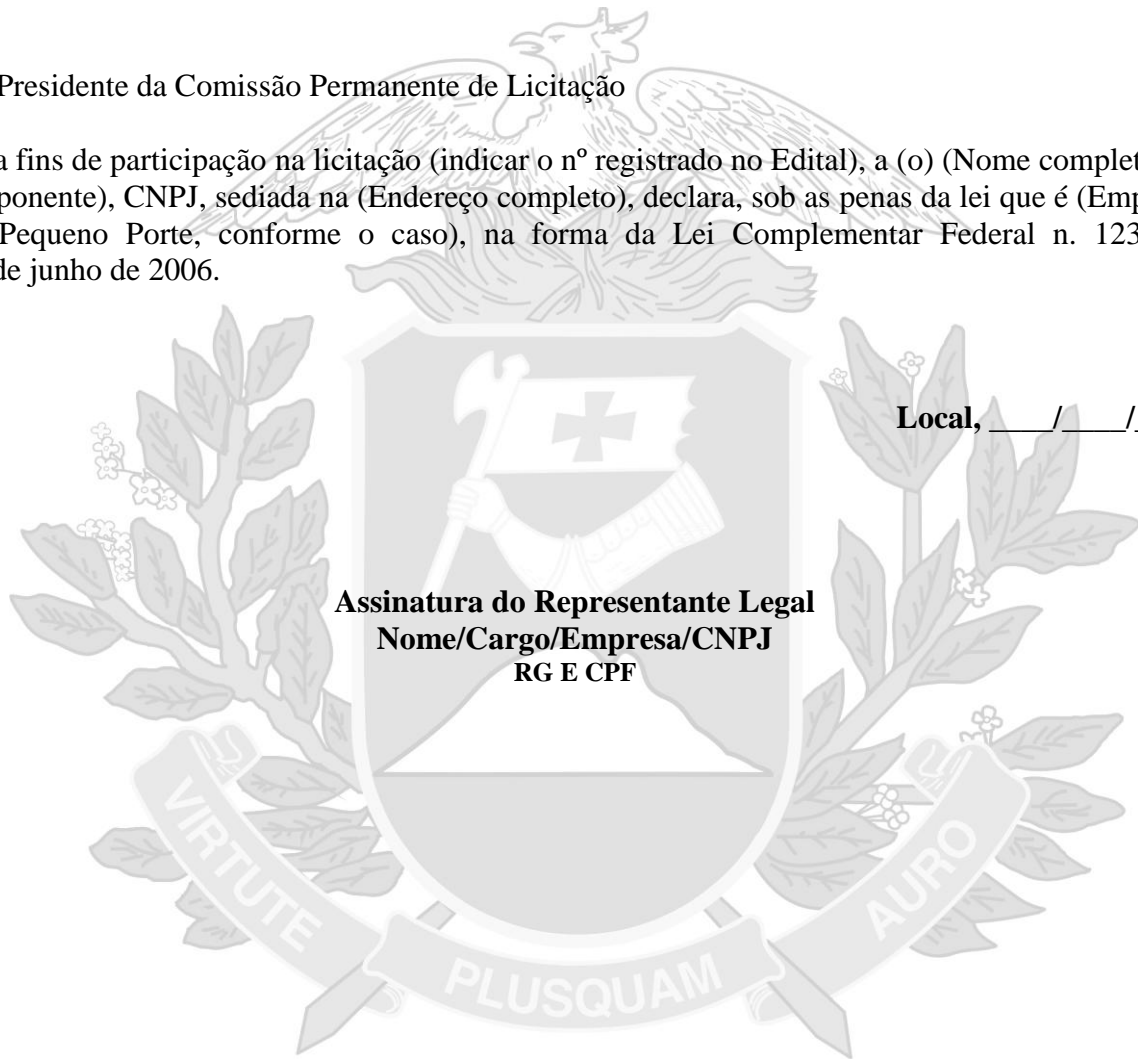 Presidente da Comissão Permanente de Licitação
a fins de participação na licitação (indicar o nº registrado no Edital), a (o) (Nome complet
ponente), CNPJ, sediada na (Endereço completo), declara, sob as penas da lei que é (Emp
Pequeno Porte, conforme o caso), na forma da Lei Complementar Federal n. 123
de junho de 2006.
Local, ____/____/_
Assinatura do Representante Legal
Nome/Cargo/Empresa/CNPJ
RG E CPF
VIRTUTE
PLUSQUAM
AURO